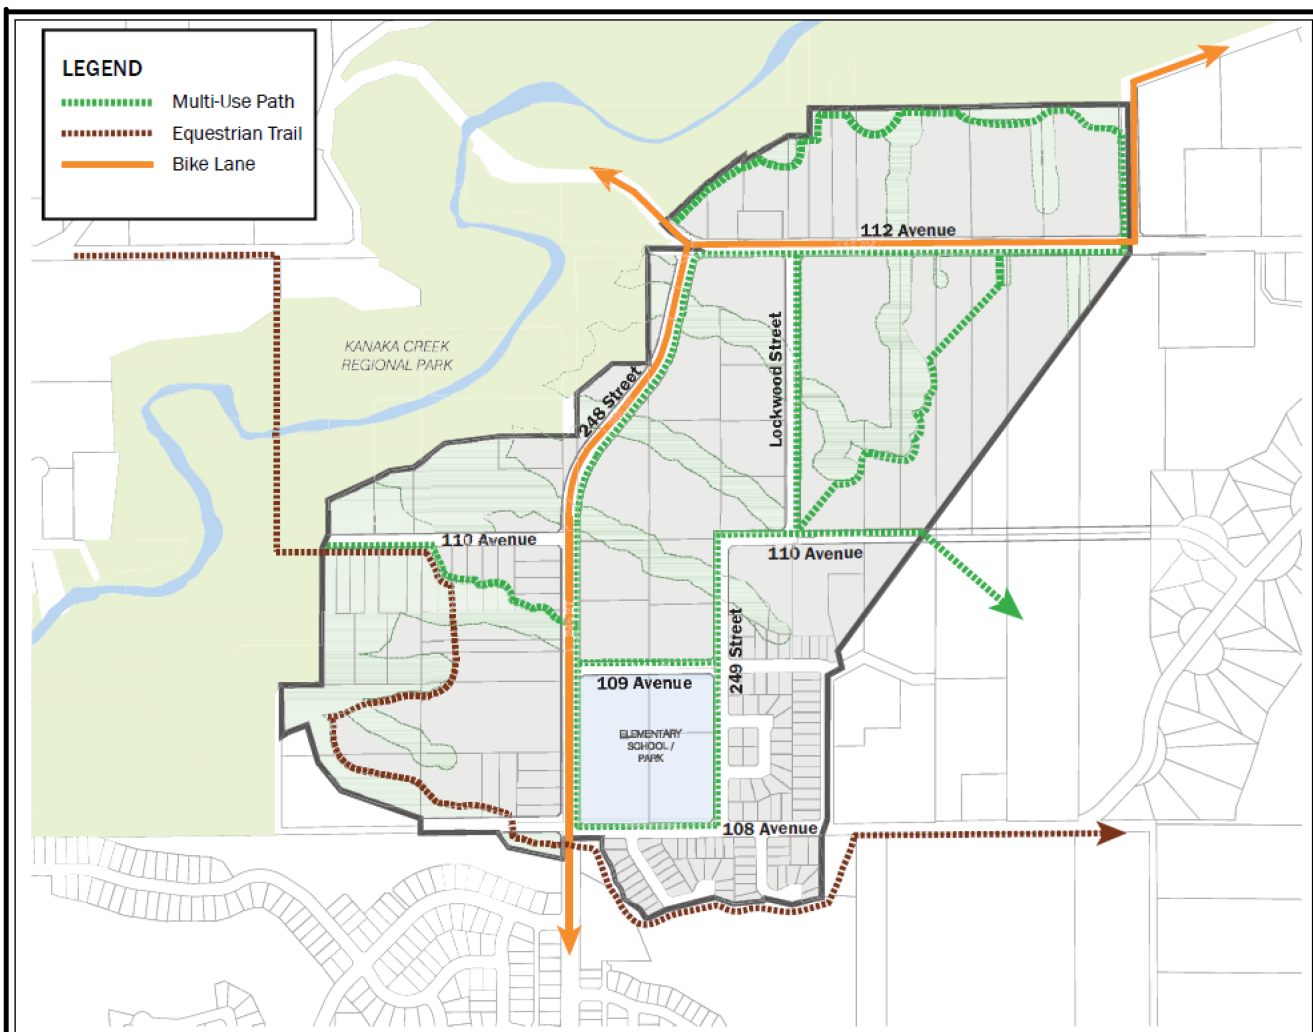 LEGEND
Multi-Use Path
Equestrian Trail
Bike Lane
112 Avenue
KANAKA CREEK
REGIONAL PARK
248 Street
Lockwood Street
110 Avenue
110 Avenue
249 Street
109 Avenue
ELEMENTARY
SCHOOL /
PARK
108 Avenue